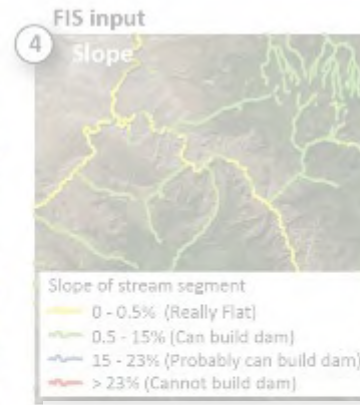 FIS input
4
Slope
Slope of stream segment
0 - 0.5% (Really Flat)
0.5 - 15% (Can build dam)
15 - 23% (Probably can build dam)
> 23% (Cannot build dam)